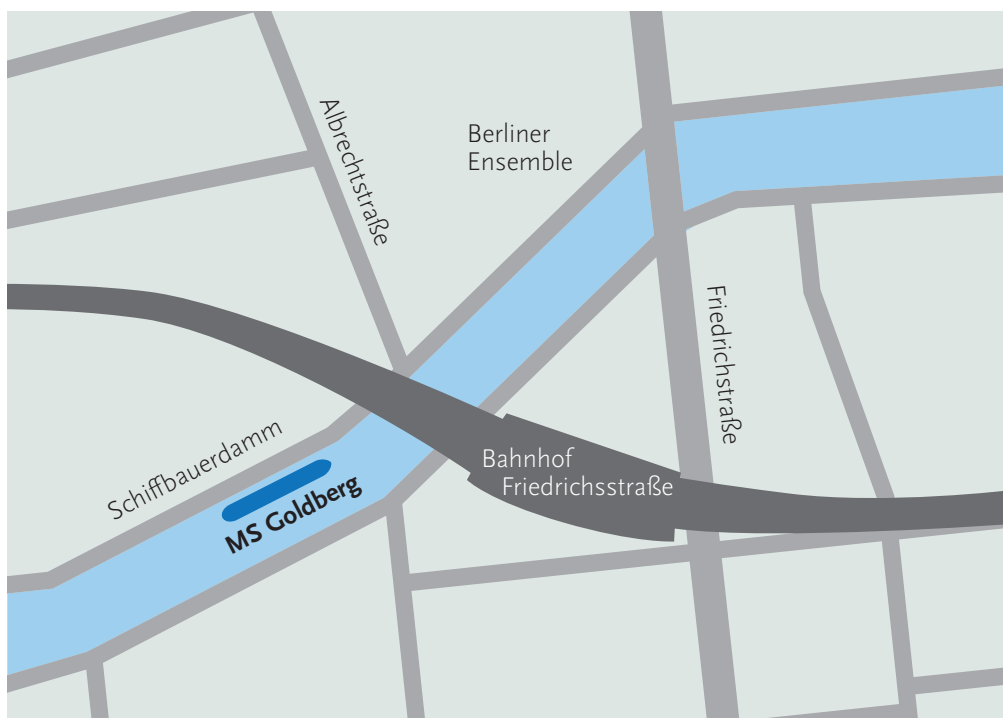 Albrechtstraße
Berliner
Ensemble
Friedrichstraße
Bahnhof
Friedrichsstraße
Schiffbauerdamm
MS Goldberg